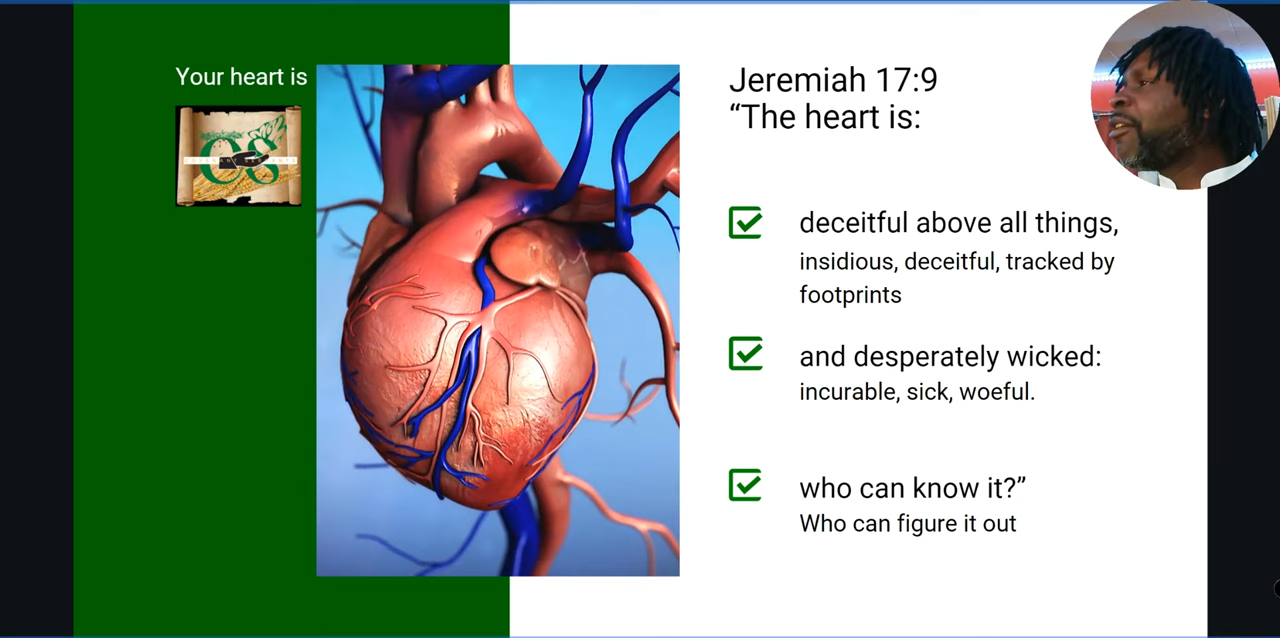 Your heart is
CS
Jeremiah 17:9
“The heart is:
deceitful above all things,
insidious, deceitful, tracked by
footprints
and desperately wicked:
incurable, sick, woeful.
who can know it?”
Who can figure it out